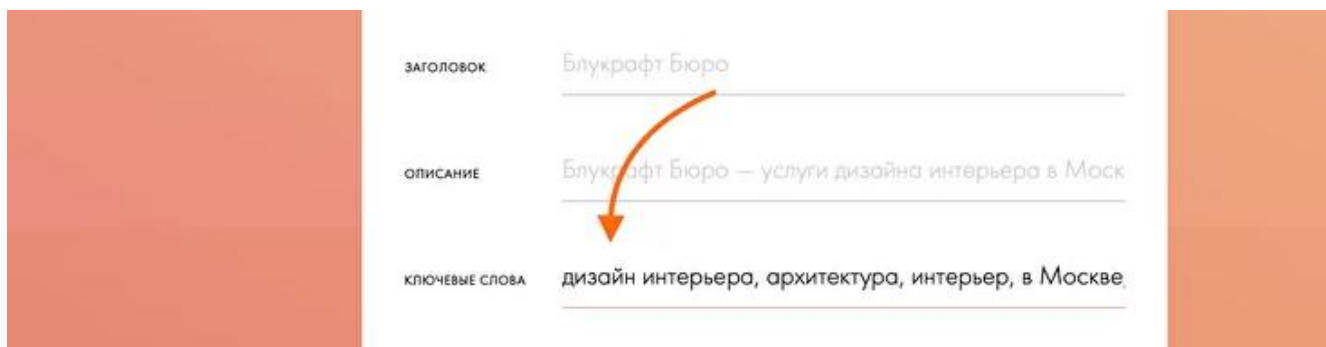 ЗАГОЛОВОК Блукрафт Бюро
ОПИСАНИЕ Блукрафт Бюро — услуги дизайна интерьера в Моск
КЛЮЧЕВЫЕ СЛОВА дизайн интерьера, архитектура, интерьер, в Москве,